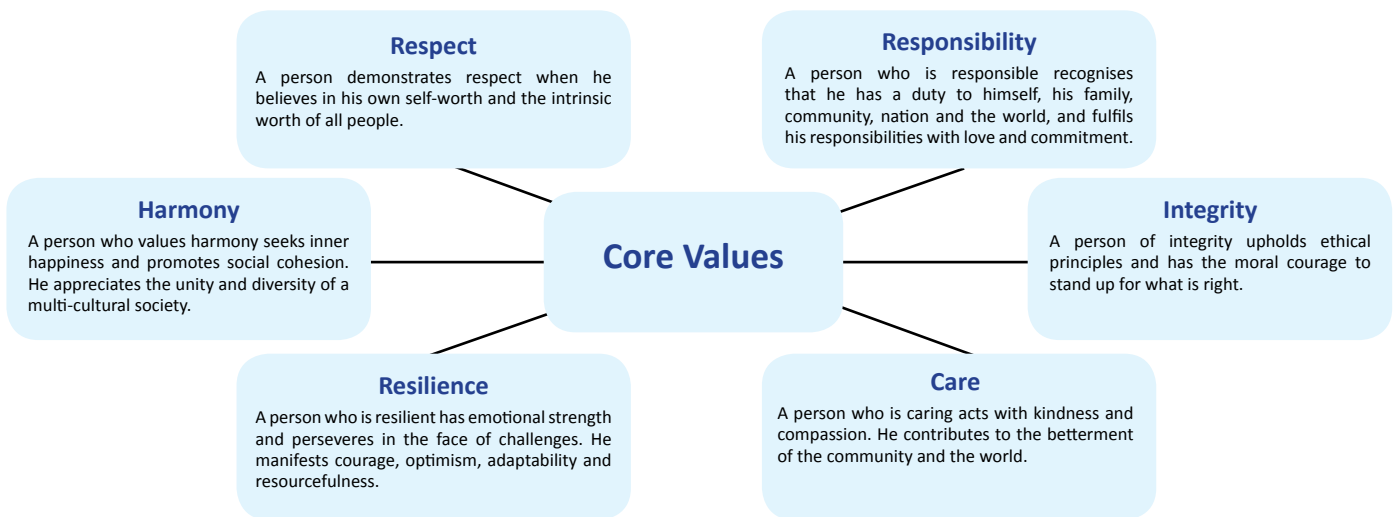 Respect
A person demonstrates respect when he
believes in his own self-worth and the intrinsic
worth of all people.
Responsibility
A person who is responsible recognises
that he has a duty to himself, his family,
community, nation and the world, and fulfils
his responsibilities with love and commitment.
Harmony
A person who values harmony seeks inner
happiness and promotes social cohesion.
He appreciates the unity and diversity of a
multi-cultural society.
Core Values
Integrity
A person of integrity upholds ethical
principles and has the moral courage to
stand up for what is right.
Resilience
A person who is resilient has emotional strength
and perseveres in the face of challenges. He
manifests courage, optimism, adaptability and
resourcefulness.
Care
A person who is caring acts with kindness and
compassion. He contributes to the betterment
of the community and the world.